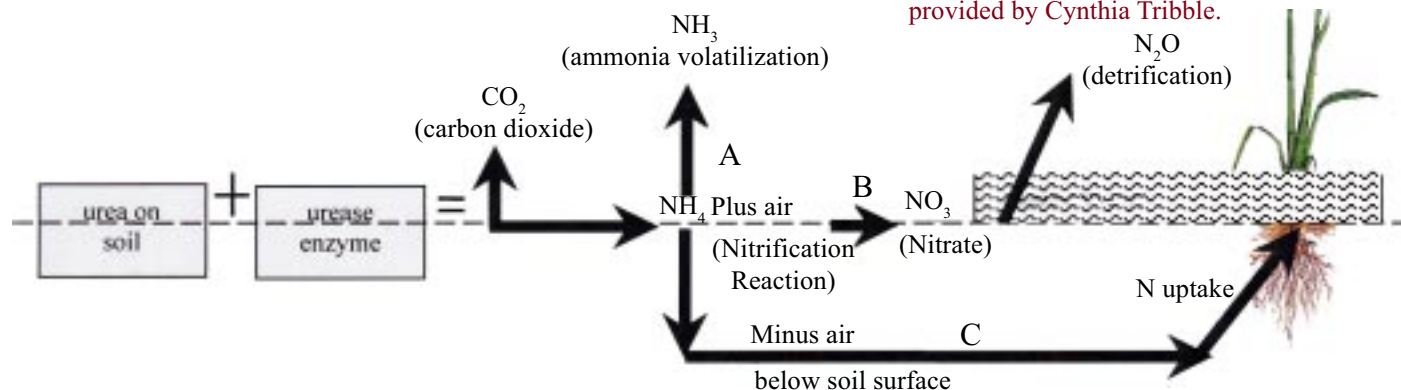 provided by Cynthia Tribble.
NH₃
(ammonia volatilization)
N₂O
(detrification)
CO₂
(carbon dioxide)
A
B
urea on
soil
+
urease
enzyme
=
NH₄ Plus air
(Nitrification
Reaction)
NO₃
(Nitrate)
N uptake
Minus air
C
below soil surface